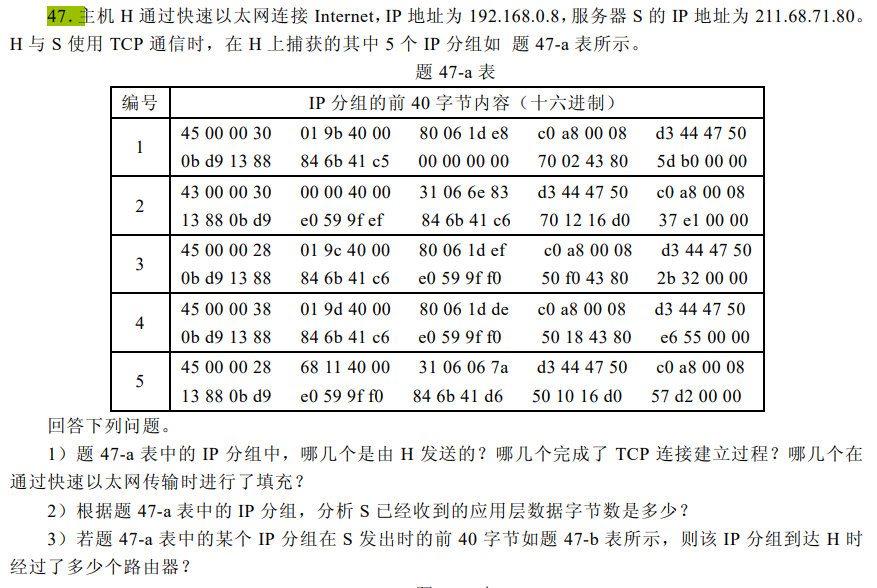 47. 主机 H 通过快速以太网连接 Internet，IP 地址为 192.168.0.8，服务器 S 的 IP 地址为 211.68.71.80。
H 与 S 使用 TCP 通信时，在 H 上捕获的其中 5 个 IP 分组如 题 47-a 表所示。
题 47-a 表
编号 IP 分组的前 40 字节内容（十六进制）
1
45 00 00 30 01 9b 40 00 80 06 1d e8 c0 a8 00 08 d3 44 47 50
0b d9 13 88 84 6b 41 c5 00 00 00 00 70 02 43 80 5d b0 00 00
2
43 00 00 30 00 00 40 00 31 06 6e 83 d3 44 47 50 c0 a8 00 08
13 88 0b d9 e0 59 9f ef 84 6b 41 c6 70 12 16 d0 37 e1 00 00
3
45 00 00 28 01 9c 40 00 80 06 1d ef c0 a8 00 08 d3 44 47 50
0b d9 13 88 84 6b 41 c6 e0 59 9f f0 50 f0 43 80 2b 32 00 00
4
45 00 00 38 01 9d 40 00 80 06 1d de c0 a8 00 08 d3 44 47 50
0b d9 13 88 84 6b 41 c6 e0 59 9f f0 50 18 43 80 e6 55 00 00
5
45 00 00 28 68 11 40 00 31 06 06 7a d3 44 47 50 c0 a8 00 08
13 88 0b d9 e0 59 9f f0 84 6b 41 d6 50 10 16 d0 57 d2 00 00
回答下列问题。
1）题 47-a 表中的 IP 分组中，哪几个是由 H 发送的？哪几个完成了 TCP 连接建立过程？哪几个在
通过快速以太网传输时进行了填充？
2）根据题 47-a 表中的 IP 分组，分析 S 已经收到的应用层数据字节数是多少？
3）若题 47-a 表中的某个 IP 分组在 S 发出时的前 40 字节如题 47-b 表所示，则该 IP 分组到达 H 时
经过了多少个路由器？